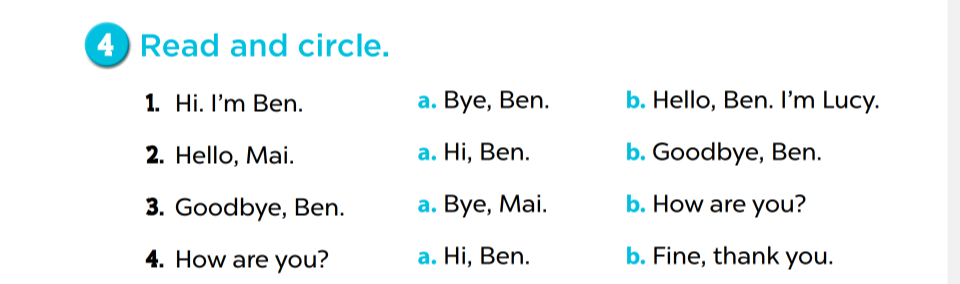 4 Read and circle.
1. Hi. I'm Ben. a. Bye, Ben. b. Hello, Ben. I'm Lucy.
2. Hello, Mai. a. Hi, Ben. b. Goodbye, Ben.
3. Goodbye, Ben. a. Bye, Mai. b. How are you?
4. How are you? a. Hi, Ben. b. Fine, thank you.